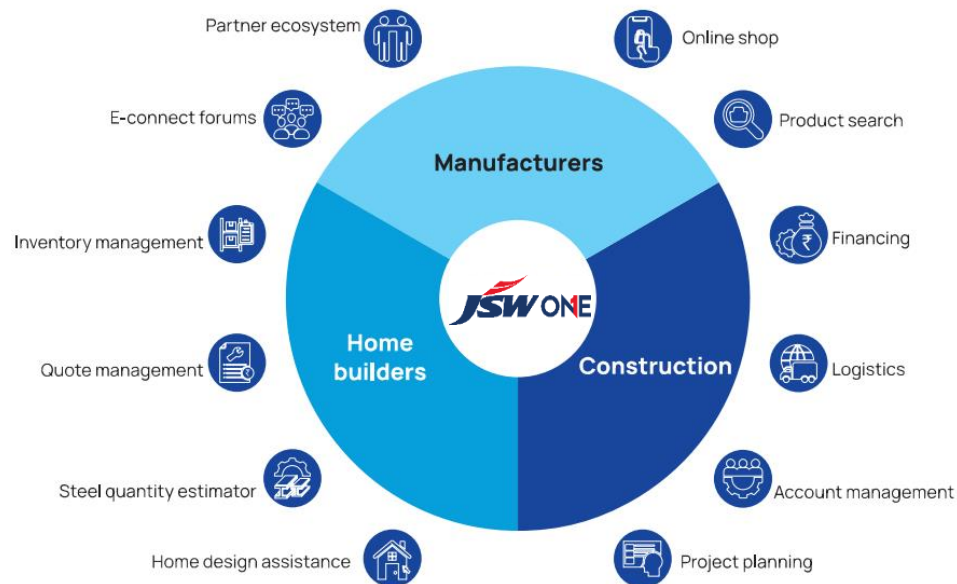 Partner ecosystem
Online shop
E-connect forums
Product search
Manufacturers
Inventory management
Financing
JSW ONE
Home
builders
Construction
Quote management
Logistics
Steel quantity estimator
Account management
Home design assistance
Project planning